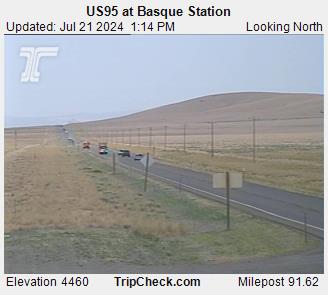 US95 at Basque Station
Updated: Jul 21 2024 1:14 PM Looking North
Elevation 4460 TripCheck.com Milepost 91.62